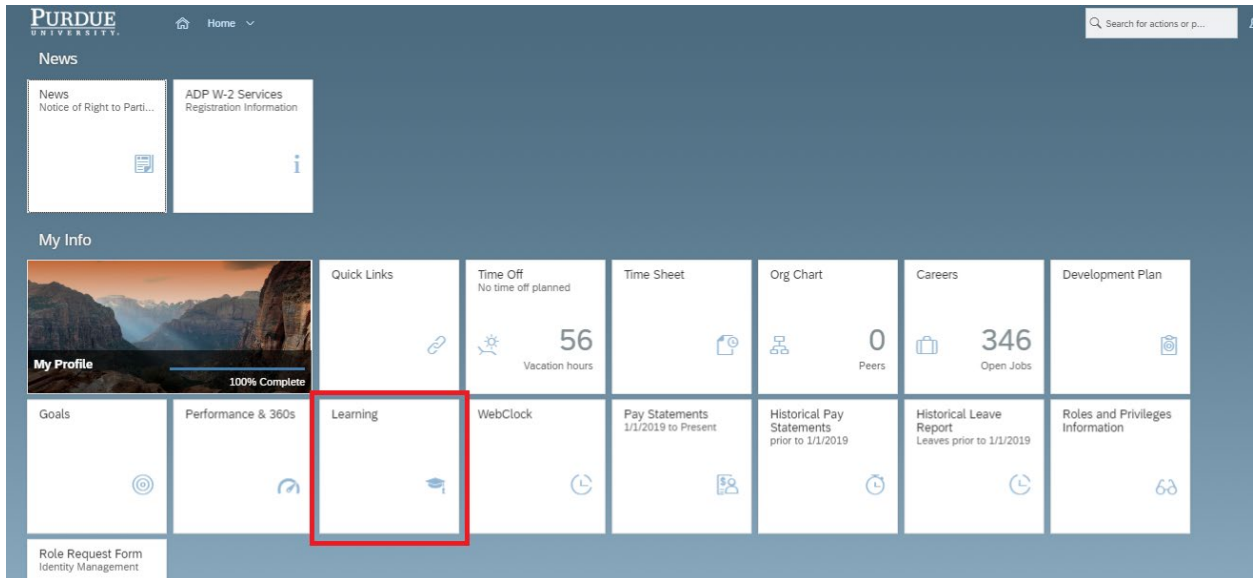 PURDUE
UNIVERSITY.
Home
Search for actions or p...
News
News
Notice of Right to Parti...
ADP W-2 Services
Registration Information
i
My Info
My Profile
100% Complete
Quick Links
Time Off
No time off planned
56
Vacation hours
Time Sheet
Org Chart
0
Peers
Careers
346
Open Jobs
Development Plan
Goals
Performance & 360s
Learning
WebClock
Pay Statements
1/1/2019 to Present
Historical Pay
Statements
prior to 1/1/2019
Historical Leave
Report
Leaves prior to 1/1/2019
Roles and Privileges
Information
Role Request Form
Identity Management